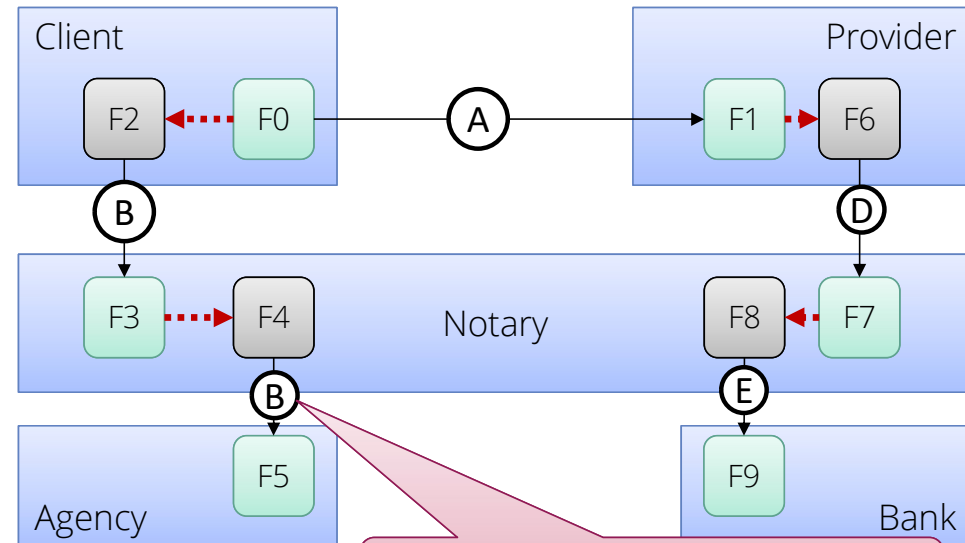 Client
Provider
F2
F0
A
F1
F6
B
D
F3
F4
Notary
F8
F7
B
E
F5
F9
Agency
Bank